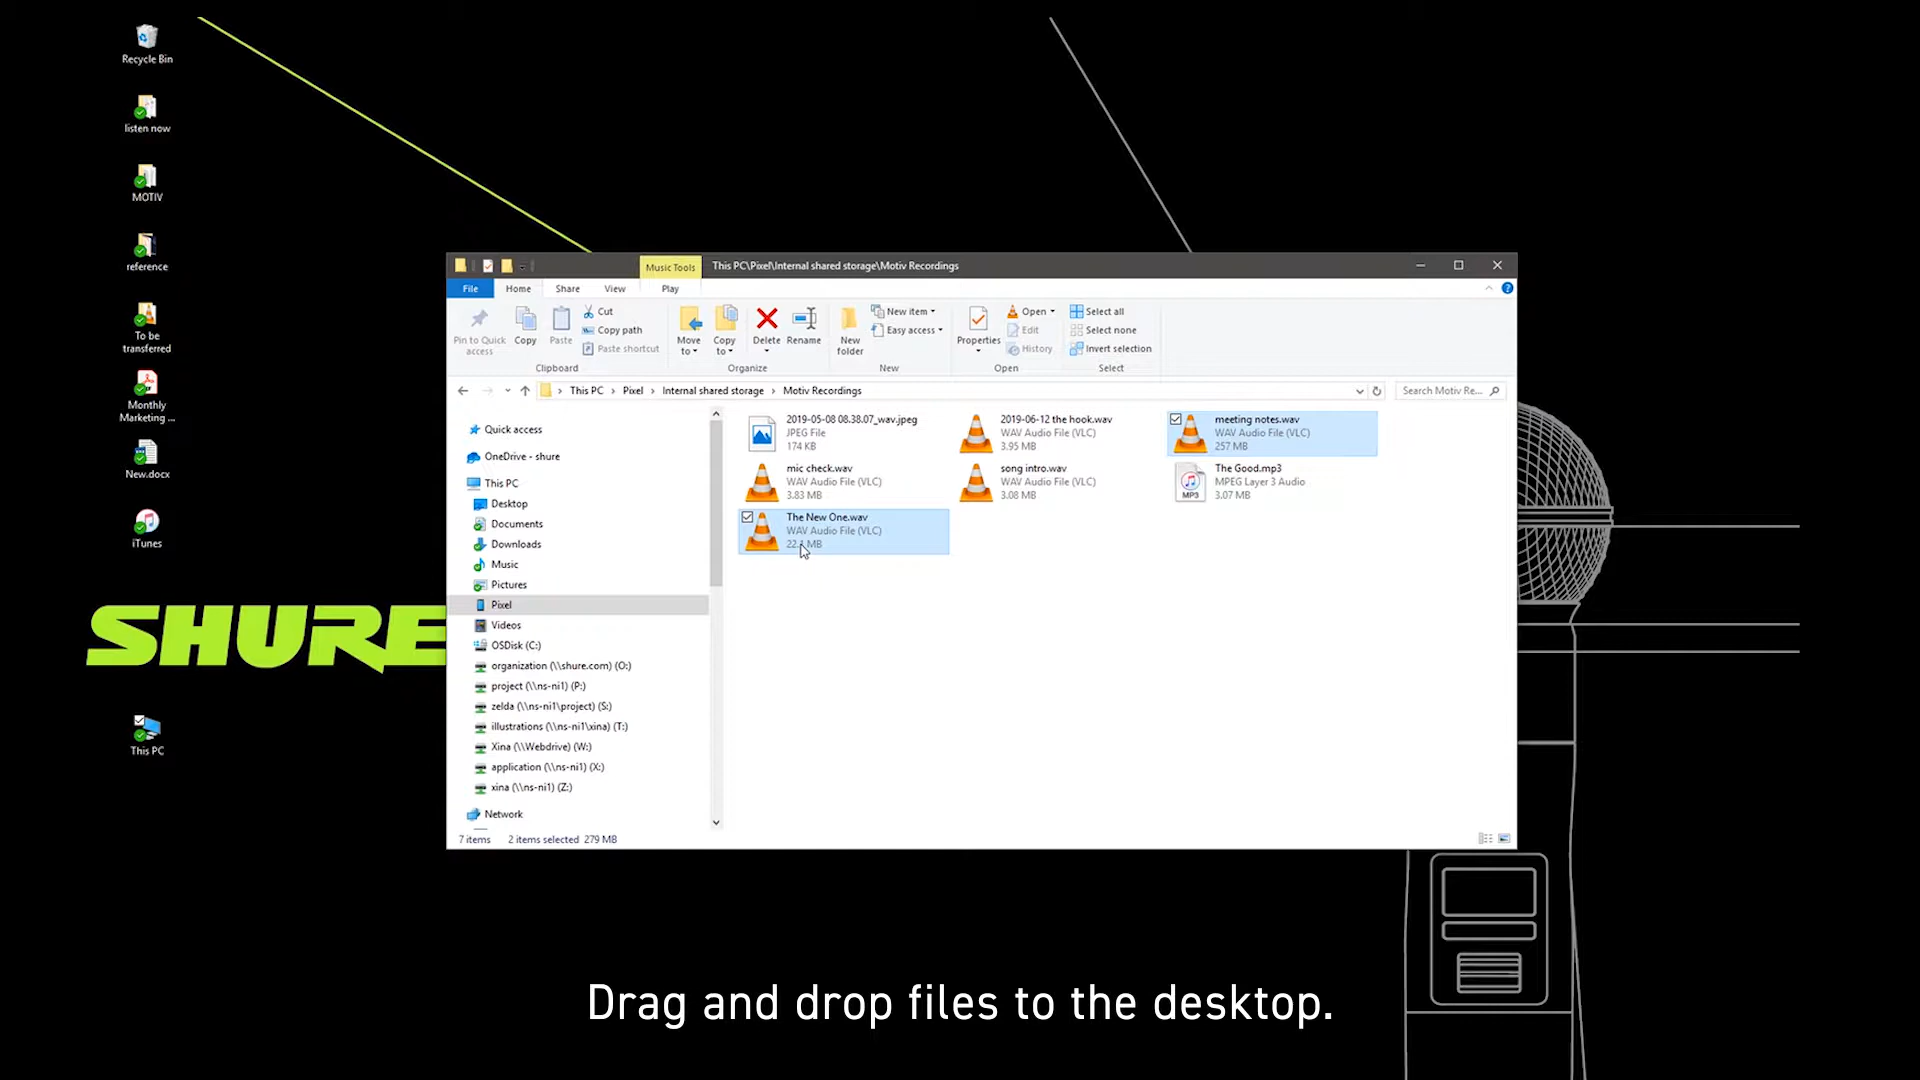 Recycle Bin
listen now
MOTIV
reference
To be
transferred
Monthly
Marketing ...
New.docx
iTunes
SHURE
This PC
Music Tools
This PC\Pixel\Internal shared storage\Motiv Recordings
File
Home
Share
View
Play
Pin to Quick
access
Copy
Paste
Cut
Copy path
Paste shortcut
Clipboard
Move
to
Copy
to
Delete
Rename
Organize
New
folder
New item
Easy access
New
Properties
Open
Edit
History
Open
Select all
Select none
Invert selection
Select
This PC > Pixel > Internal shared storage > Motiv Recordings
Search Motiv Re...
Quick access
OneDrive - shure
This PC
Desktop
Documents
Downloads
Music
Pictures
Pixel
Videos
OSDisk (C:)
organization (\\shure.com) (O:)
project (\\ns-ni1) (P:)
zelda (\\ns-ni1\project) (S:)
illustrations (\\ns-ni1\xina) (T:)
Xina (\\Webdrive) (W:)
application (\\ns-ni1) (X:)
xina (\\ns-ni1) (Z:)
Network
2019-05-08 08.38.07_wav.jpeg
JPEG File
174 KB
2019-06-12 the hook.wav
WAV Audio File (VLC)
3.95 MB
meeting notes.wav
WAV Audio File (VLC)
257 MB
mic check.wav
WAV Audio File (VLC)
3.83 MB
song intro.wav
WAV Audio File (VLC)
3.08 MB
MP3
The Good.mp3
MPEG Layer 3 Audio
3.07 MB
The New One.wav
WAV Audio File (VLC)
22.1 MB
7 items
2 items selected 279 MB
Drag and drop files to the desktop.